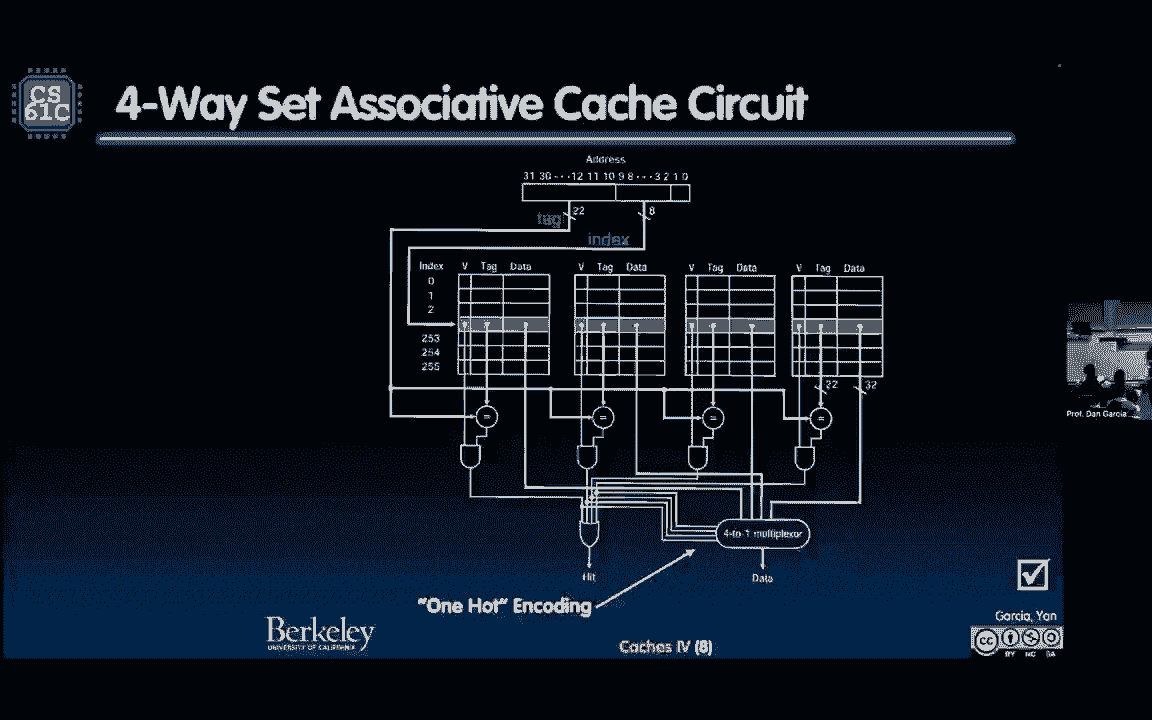 CS
61C
4-Way Set Associative Cache Circuit
Address
31 30 ··· 12 11 10 9 8 ··· 3 2 1 0
22
8
tag
index
Index
V Tag Data
V Tag Data
V Tag Data
V Tag Data
0
1
2
253
254
255
22
32
=
=
=
=
4-to-1 multiplexor
Hit
Data
"One Hot" Encoding
Berkeley
UNIVERSITY OF CALIFORNIA
Caches IV (8)
Garcia, Yan
cc
BY NC SA
Prof. Dan Garcia